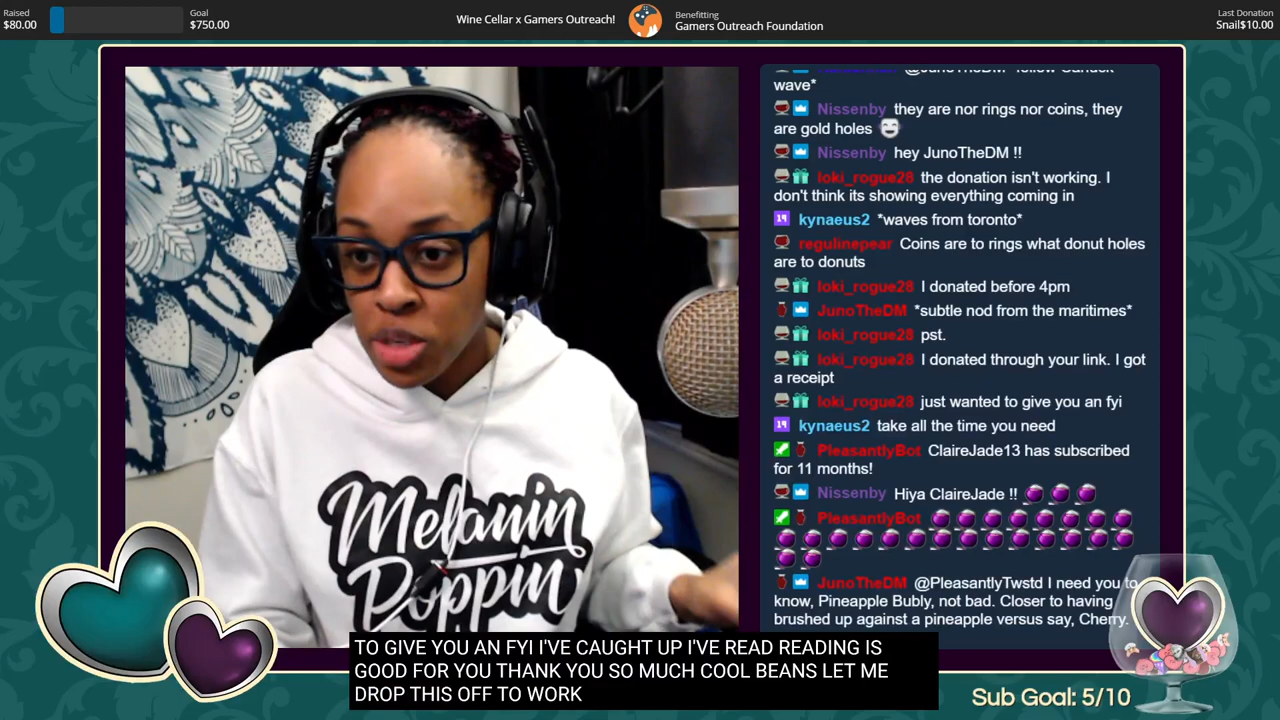 Raised
$80.00
Goal
$750.00
Wine Cellar x Gamers Outreach!
Benefitting
Gamers Outreach Foundation
Last Donation
Snail$10.00
wave*
Nissenby they are nor rings nor coins, they
are gold holes
Nissenby hey JunoTheDM !!
loki_rogue28 the donation isn't working. I
don't think its showing everything coming in
19 kynaeus2 *waves from toronto*
regulinepear Coins are to rings what donut holes
are to donuts
loki_rogue28 I donated before 4pm
JunoTheDM *subtle nod from the maritimes*
loki_rogue28 pst.
loki_rogue28 I donated through your link. I got
a receipt
loki_rogue28 just wanted to give you an fyi
19 kynaeus2 take all the time you need
PleasantlyBot ClaireJade13 has subscribed
for 11 months!
Nissenby Hiya ClaireJade !!
PleasantlyBot
JunoTheDM @PleasantlyTwstd I need you to
know, Pineapple Bubly, not bad. Closer to having
brushed up against a pineapple versus say, Cherry.
Melanin
Poppin
TO GIVE YOU AN FYI I'VE CAUGHT UP I'VE READ READING IS
GOOD FOR YOU THANK YOU SO MUCH COOL BEANS LET ME
DROP THIS OFF TO WORK
Sub Goal: 5/10